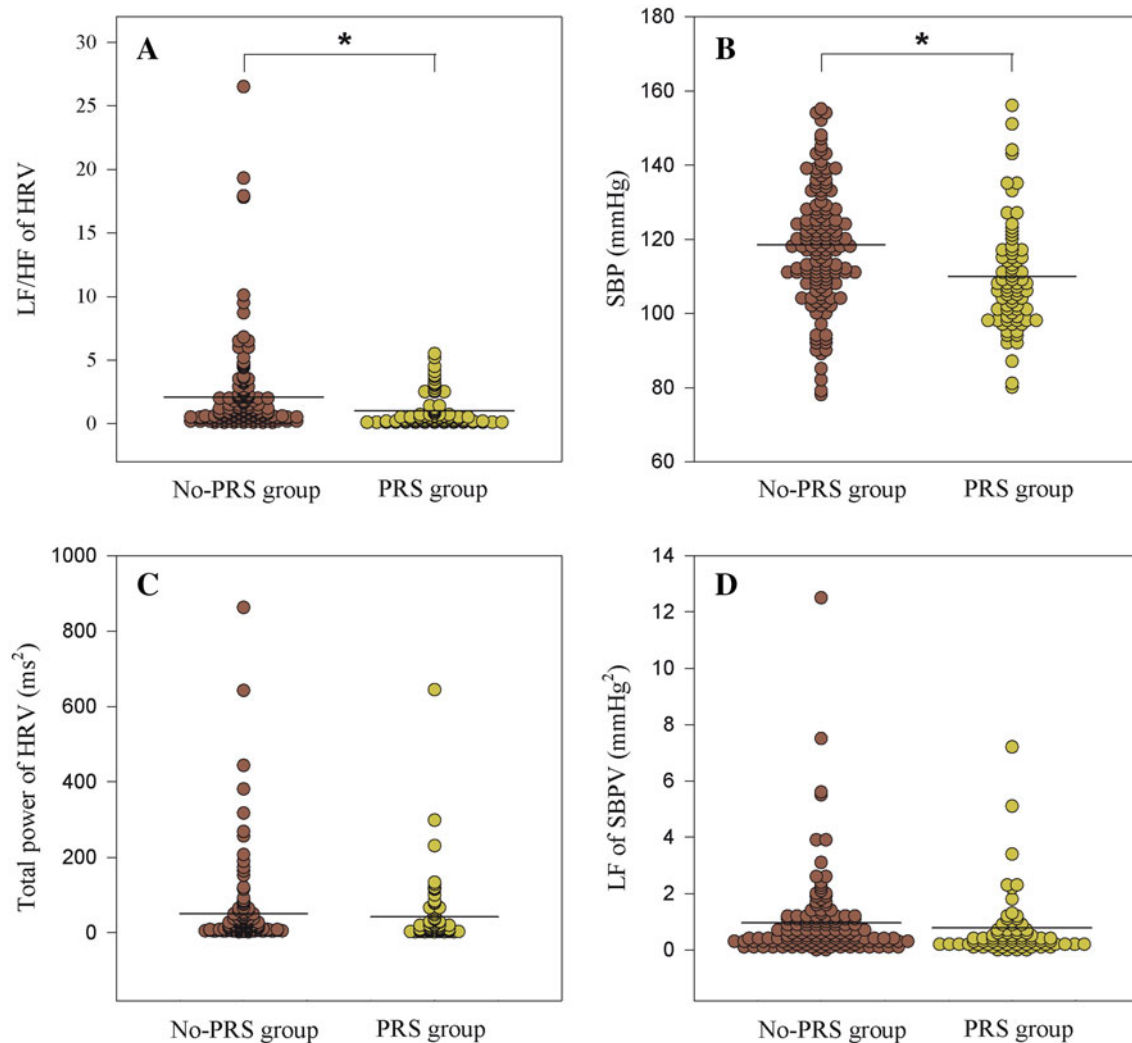 A
*
LF/HF of HRV
30
25
20
15
10
5
0
No-PRS group
PRS group
B
*
SBP (mmHg)
180
160
140
120
100
80
60
No-PRS group
PRS group
C
Total power of HRV (ms²)
1000
800
600
400
200
0
No-PRS group
PRS group
D
LF of SBPV (mmHg²)
14
12
10
8
6
4
2
0
No-PRS group
PRS group